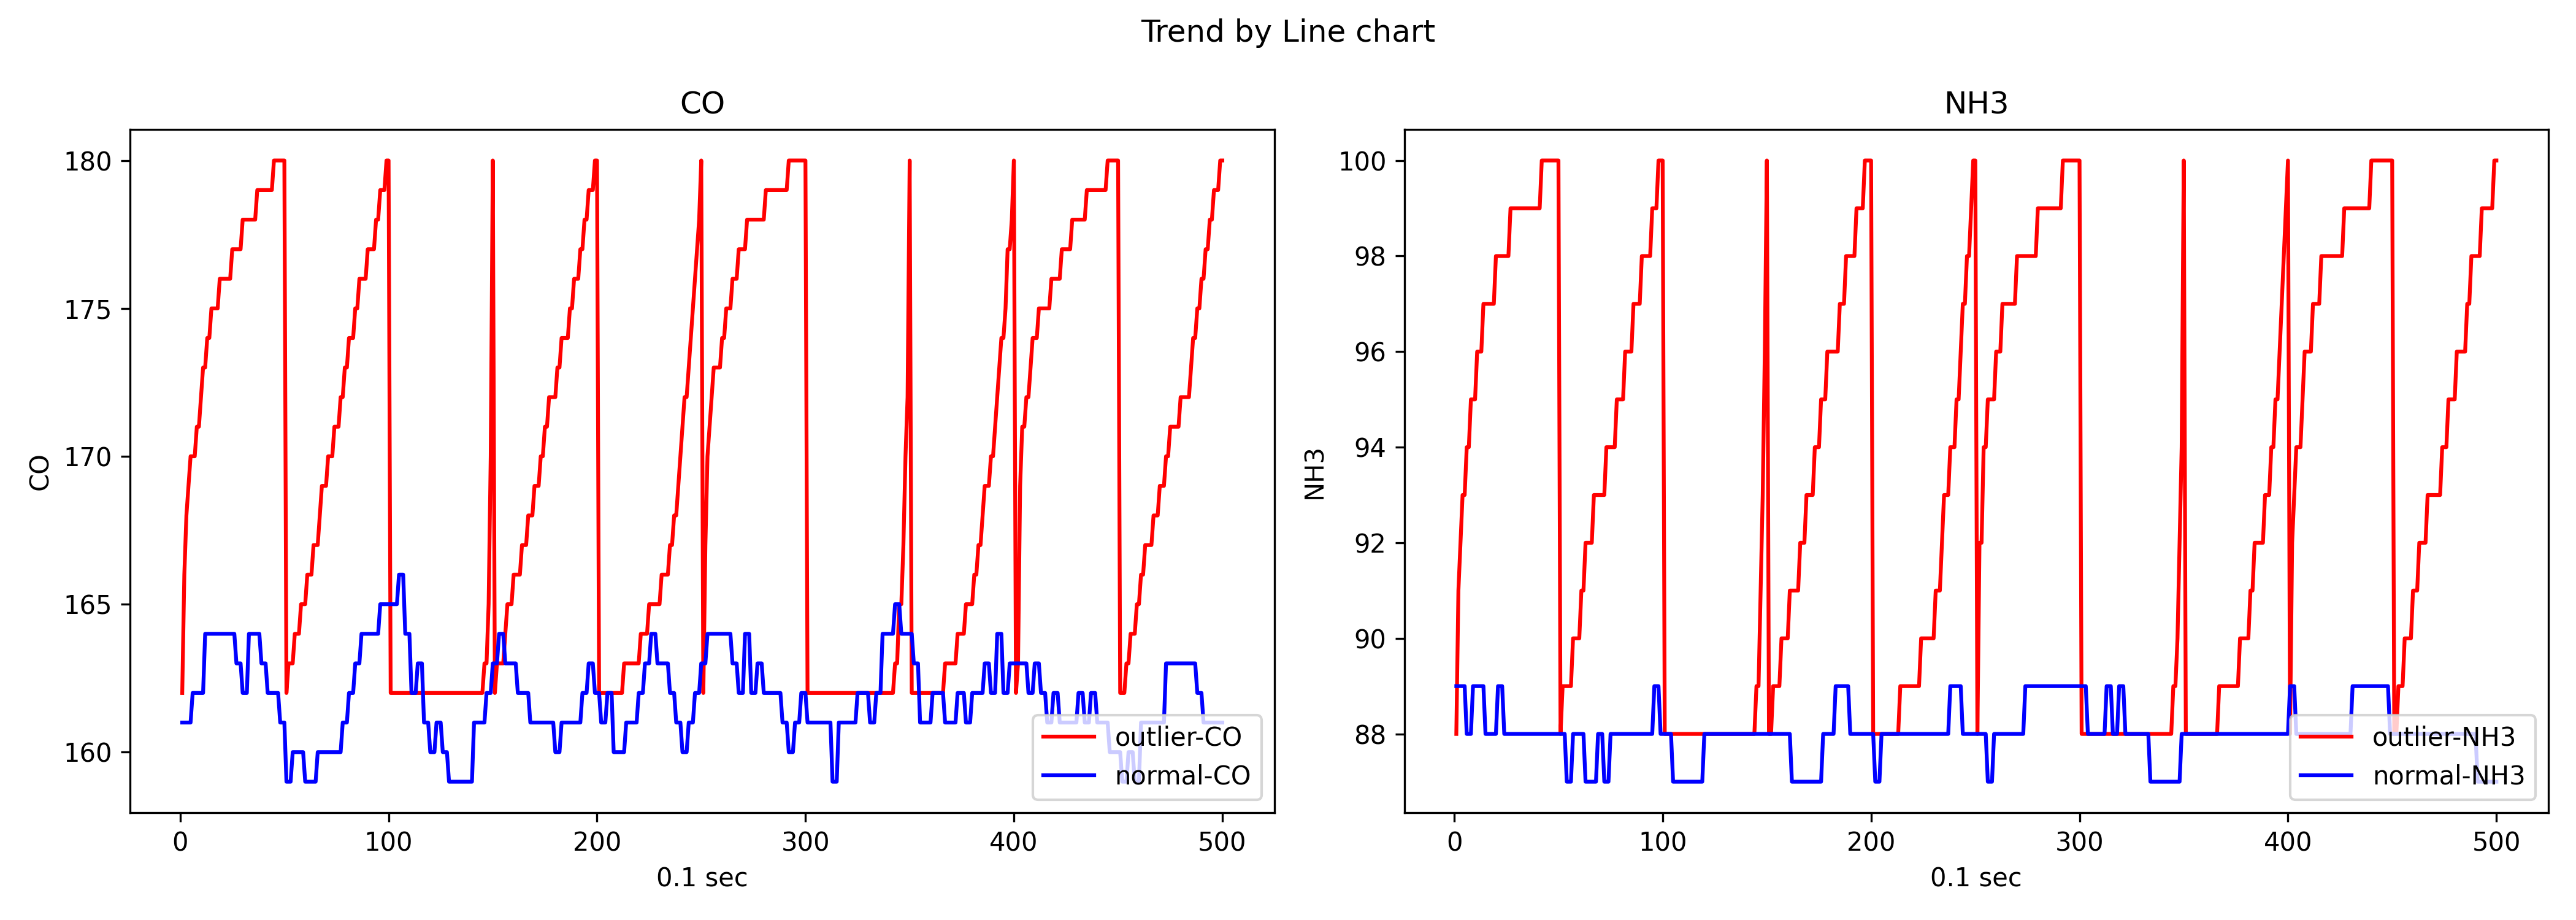 Trend by Line chart
CO
180
175
170
165
160
CO
0 100 200 300 400 500
0.1 sec
outlier-CO
normal-CO
NH3
100
98
96
94
92
90
88
NH3
0 100 200 300 400 500
0.1 sec
outlier-NH3
normal-NH3